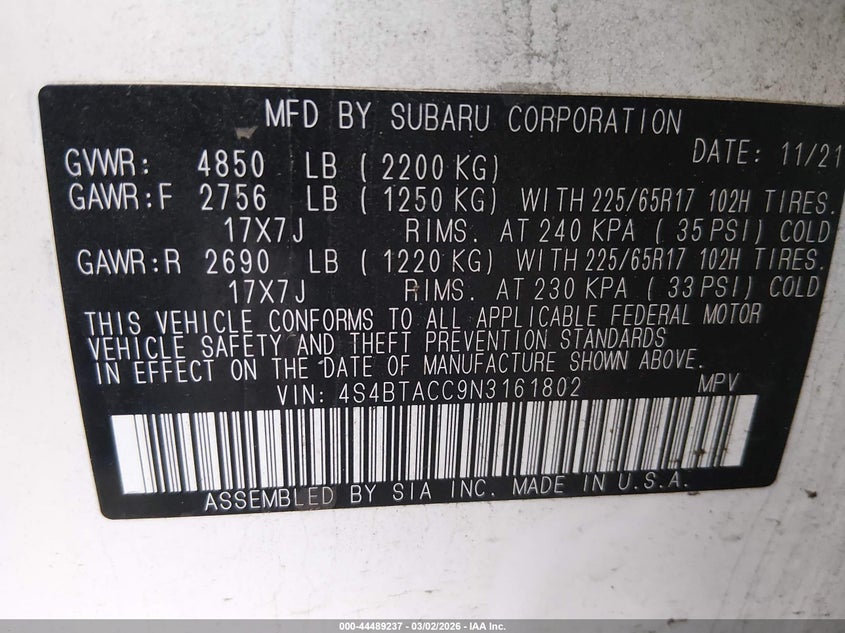 MFD BY SUBARU CORPORATION
DATE: 11/21
GVWR: 4850 LB (2200 KG)
GAWR:F 2756 LB (1250 KG) WITH 225/65R17 102H TIRES.
17X7J RIMS. AT 240 KPA (35 PSI) COLD
GAWR:R 2690 LB (1220 KG) WITH 225/65R17 102H TIRES.
17X7J RIMS. AT 230 KPA (33 PSI) COLD
THIS VEHICLE CONFORMS TO ALL APPLICABLE FEDERAL MOTOR
VEHICLE SAFETY AND THEFT PREVENTION STANDARDS
IN EFFECT ON THE DATE OF MANUFACTURE SHOWN ABOVE.
VIN: 4S4BTACC9N3161802 MPV
ASSEMBLED BY SIA INC. MADE IN U.S.A.
000-44489237 - 03/02/2026 - IAA Inc.